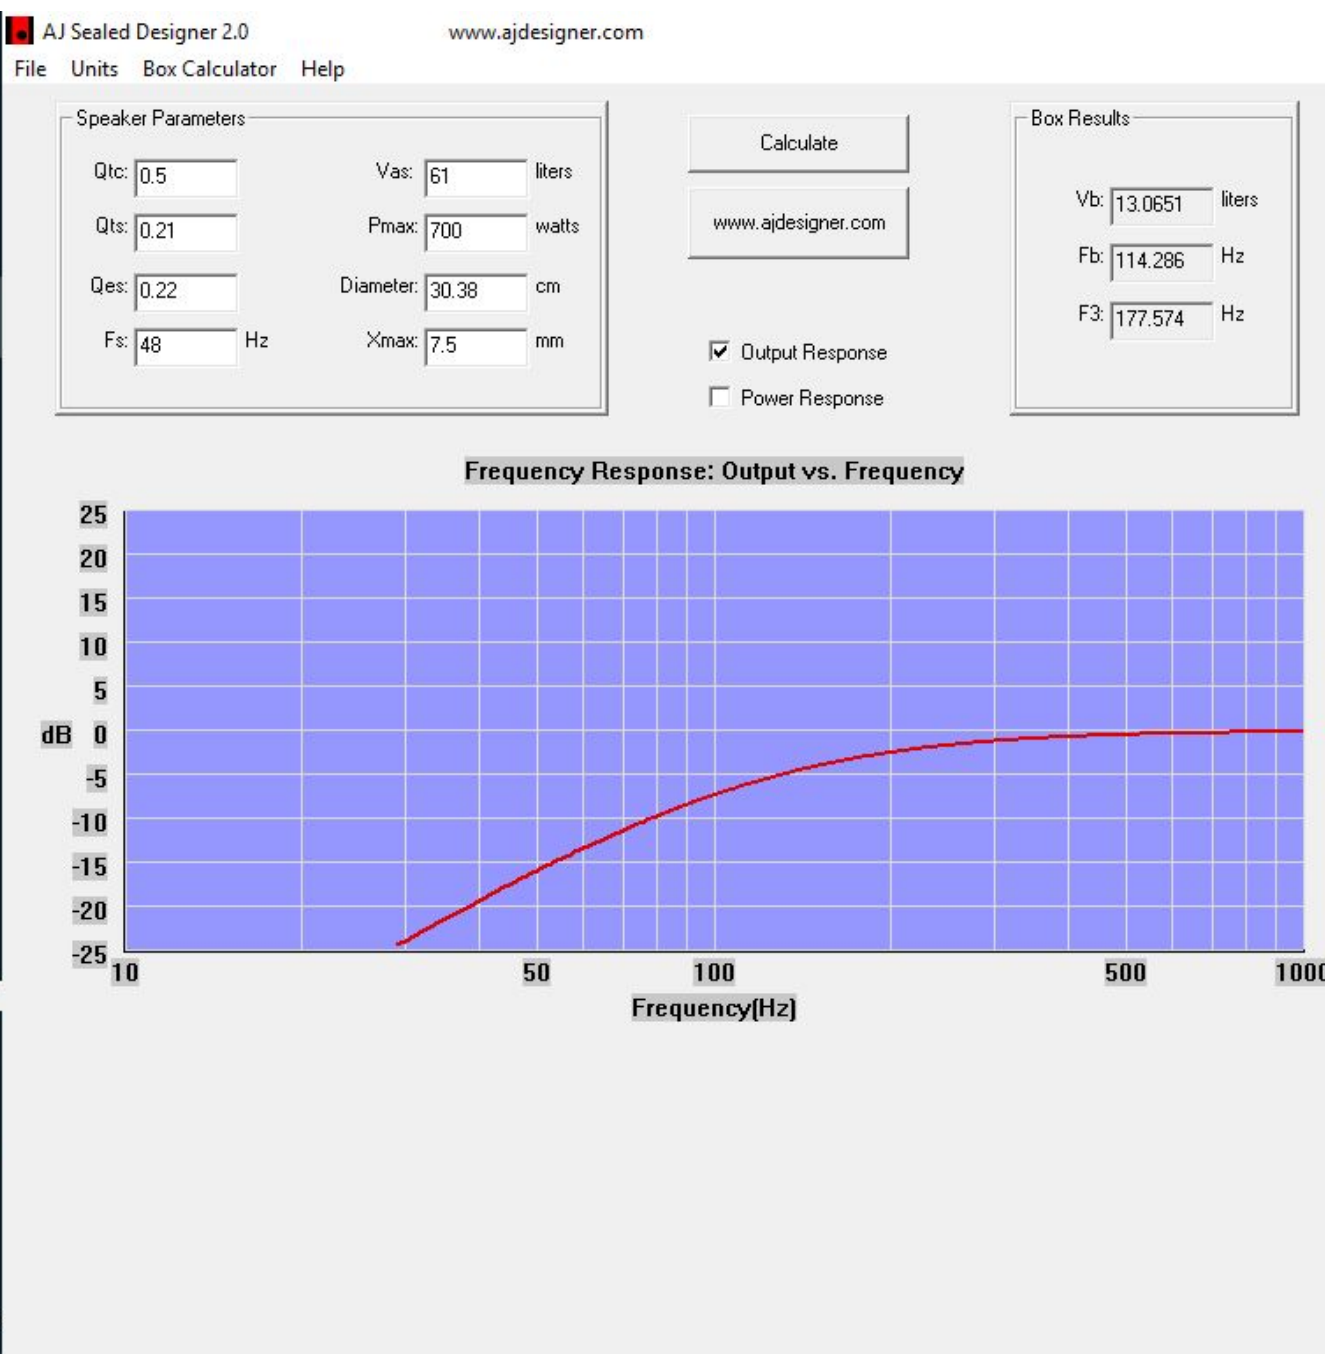 AJ Sealed Designer 2.0 www.ajdesigner.com
File Units Box Calculator Help
Speaker Parameters
Qtc: 0.5 Vas: 61 liters
Qts: 0.21 Pmax: 700 watts
Qes: 0.22 Diameter: 30.38 cm
Fs: 48 Hz Xmax: 7.5 mm
Calculate
www.ajdesigner.com
Output Response
Power Response
Box Results
Vb: 13.0651 liters
Fb: 114.286 Hz
F3: 177.574 Hz
Frequency Response: Output vs. Frequency
25
20
15
10
5
dB 0
-5
-10
-15
-20
-25
10 50 100 500 1000
Frequency(Hz)